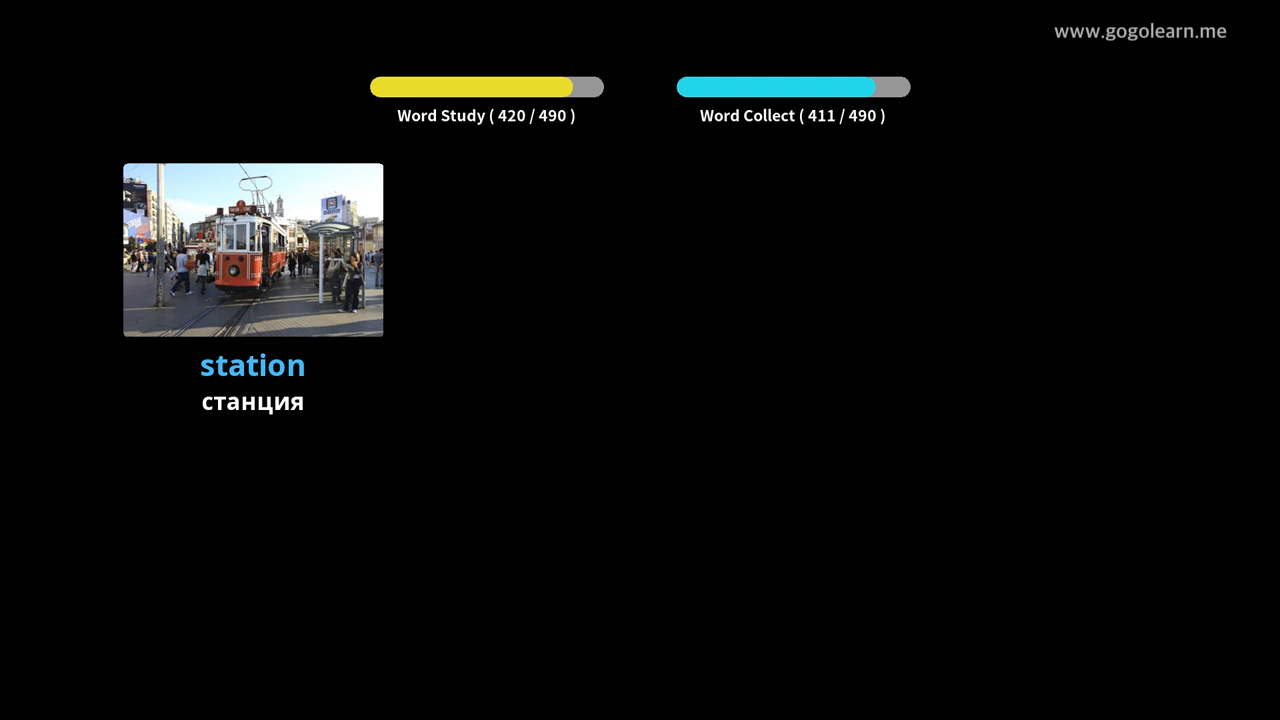 www.gogolearn.me
Word Study ( 420 / 490 )
Word Collect ( 411 / 490 )
station
станция